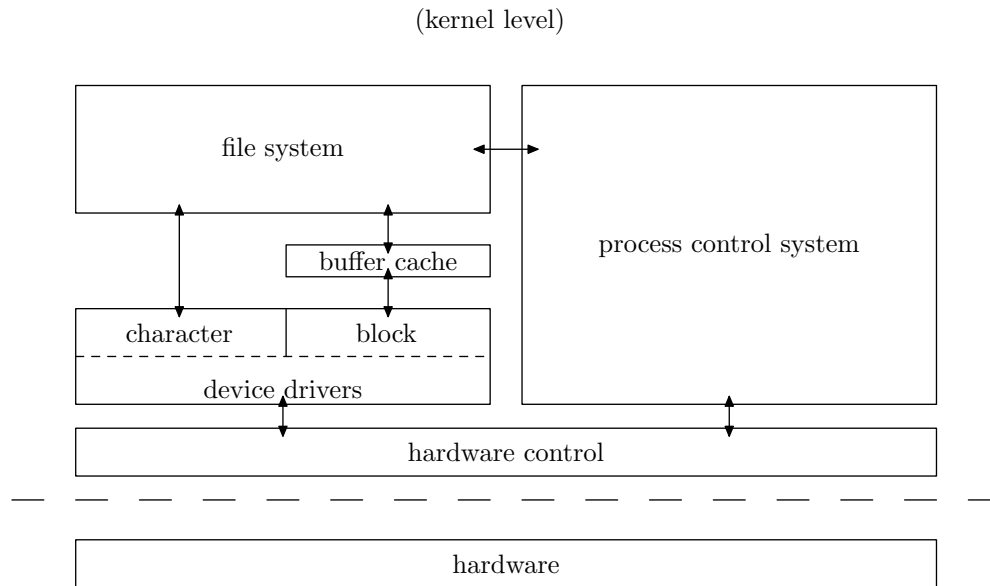 (kernel level)
file system
process control system
buffer cache
character
block
device drivers
hardware control
hardware